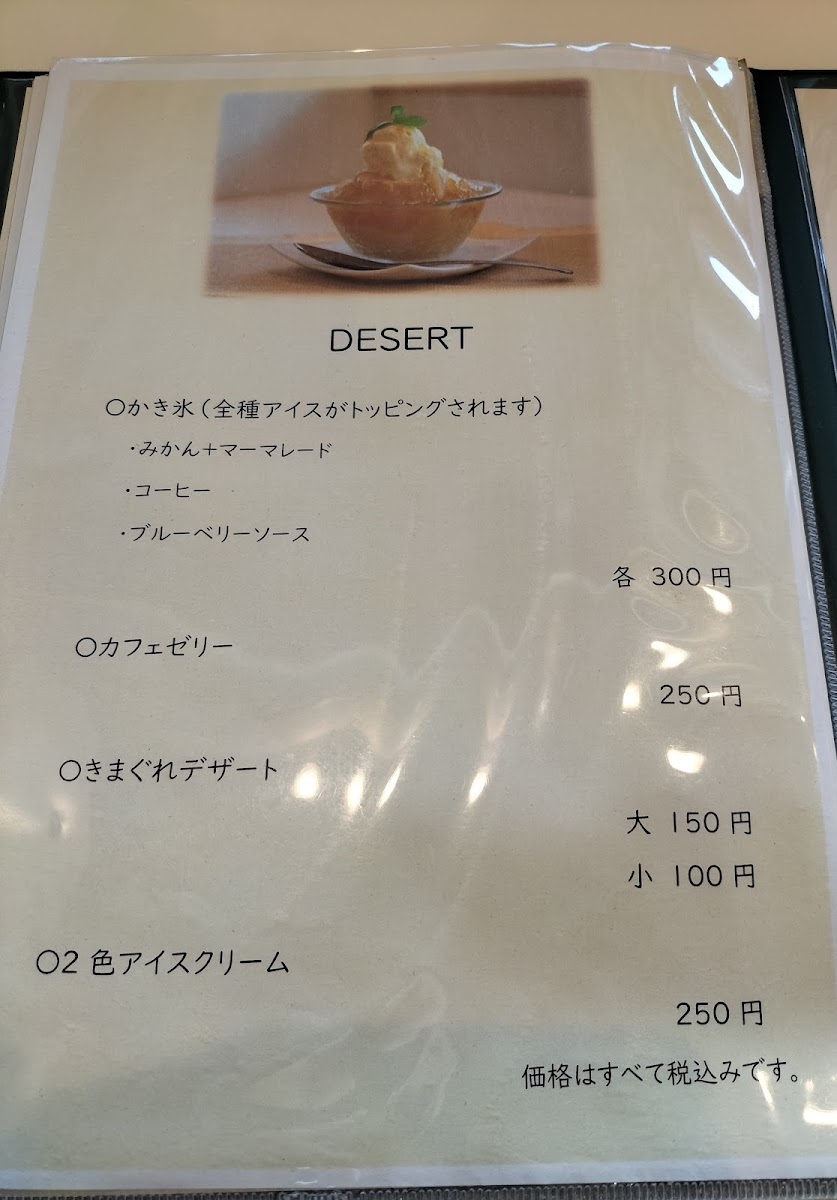 DESERT
〇かき氷（全種アイスがトッピングされます）
・みかん＋マーマレード
・コーヒー
・ブルーベリーソース
各 300 円
〇カフェゼリー
250 円
〇きまぐれデザート
大 150 円
小 100 円
〇2 色アイスクリーム
250 円
価格はすべて税込みです。